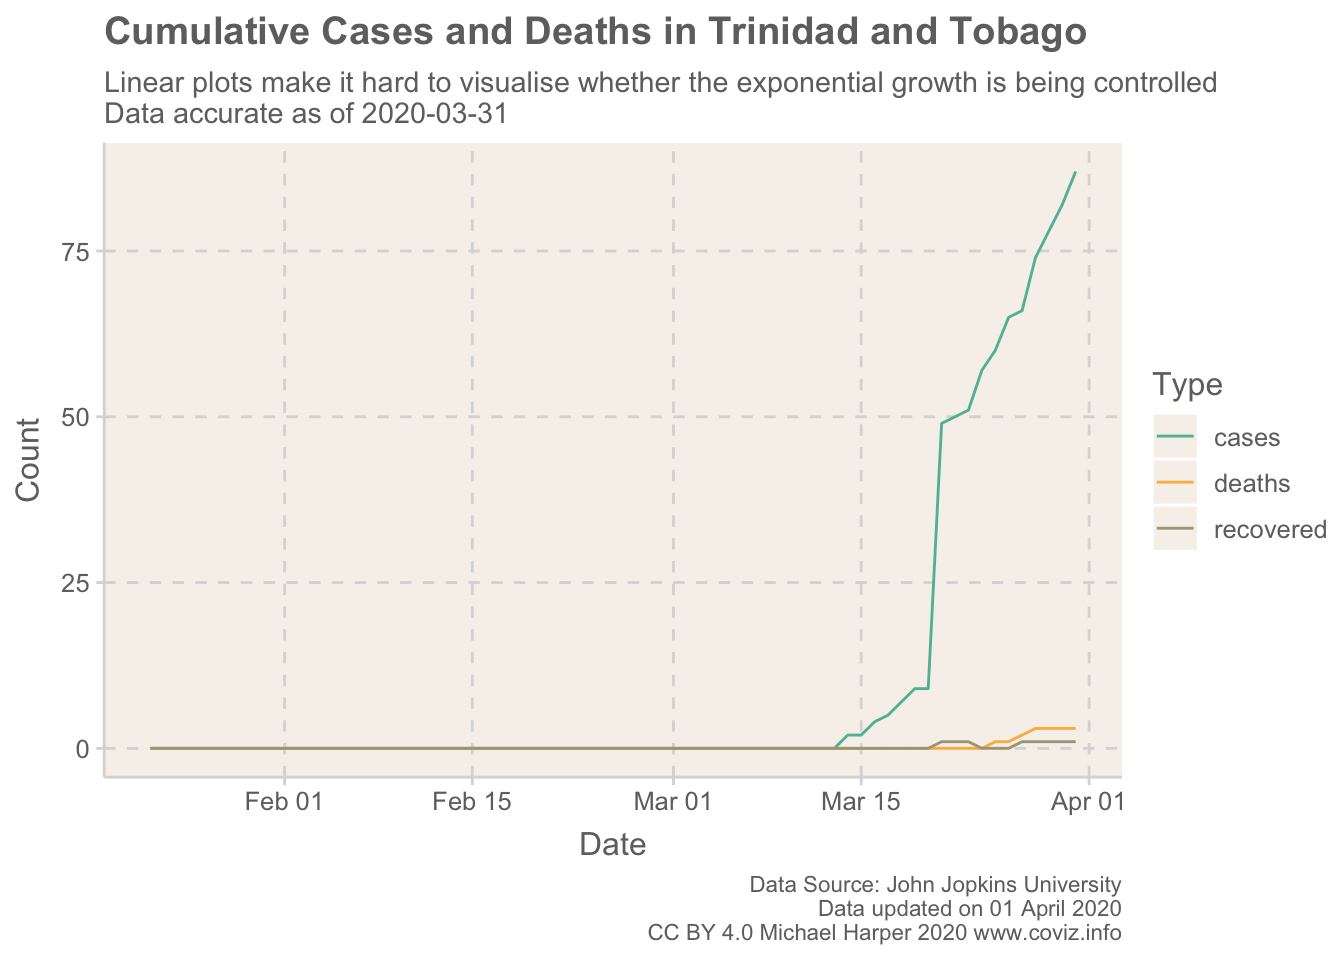 Cumulative Cases and Deaths in Trinidad and Tobago
Linear plots make it hard to visualise whether the exponential growth is being controlled
Data accurate as of 2020-03-31
75
50
25
0
Count
Feb 01
Feb 15
Mar 01
Mar 15
Apr 01
Date
Type
cases
deaths
recovered
Data Source: John Jopkins University
Data updated on 01 April 2020
CC BY 4.0 Michael Harper 2020 www.coviz.info